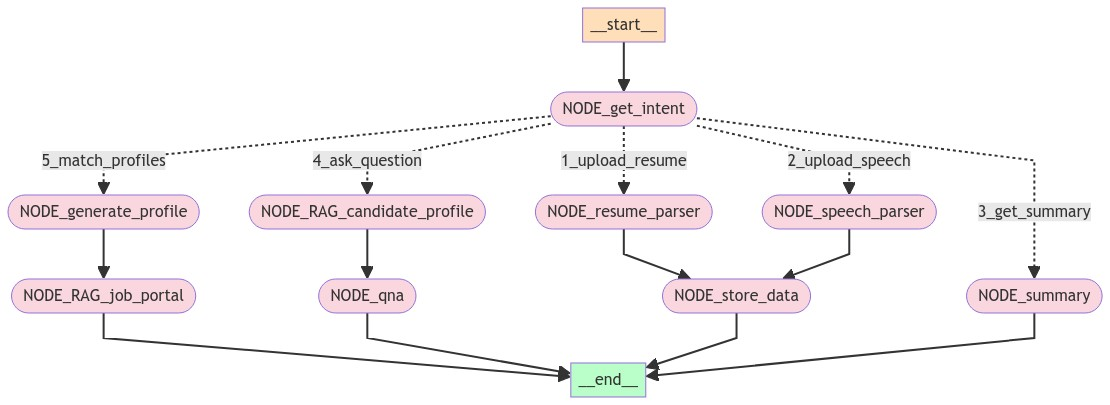 __start__
NODE_get_intent
5_match_profiles
4_ask_question
1_upload_resume
2_upload_speech
NODE_generate_profile
NODE_RAG_candidate_profile
NODE_resume_parser
NODE_speech_parser
3_get_summary
NODE_RAG_job_portal
NODE_qna
NODE_store_data
NODE_summary
__end__